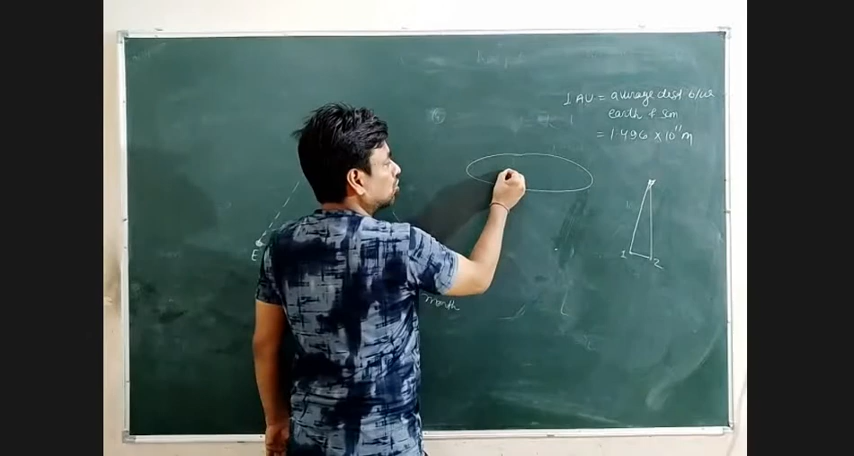 1 AU = average dist b/w
earth & sun
= 1.496 × 10¹¹ m
E
1
2
month